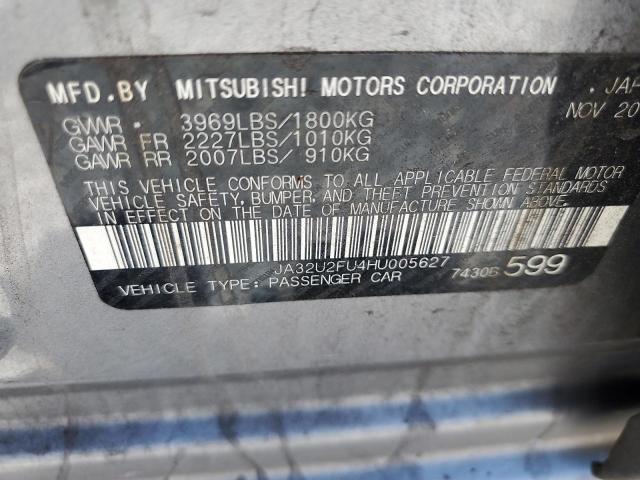 MFD.BY MITSUBISHI MOTORS CORPORATION
NOV 20
GVWR 3969LBS/1800KG
GAWR FR 2227LBS/1010KG
GAWR RR 2007LBS/ 910KG
THIS VEHICLE CONFORMS TO ALL APPLICABLE FEDERAL MOTOR
VEHICLE SAFETY, BUMPER, AND THEFT PREVENTION STANDARDS
IN EFFECT ON THE DATE OF MANUFACTURE SHOWN ABOVE.
JA32U2FU4HU005627
VEHICLE TYPE: PASSENGER CAR 599